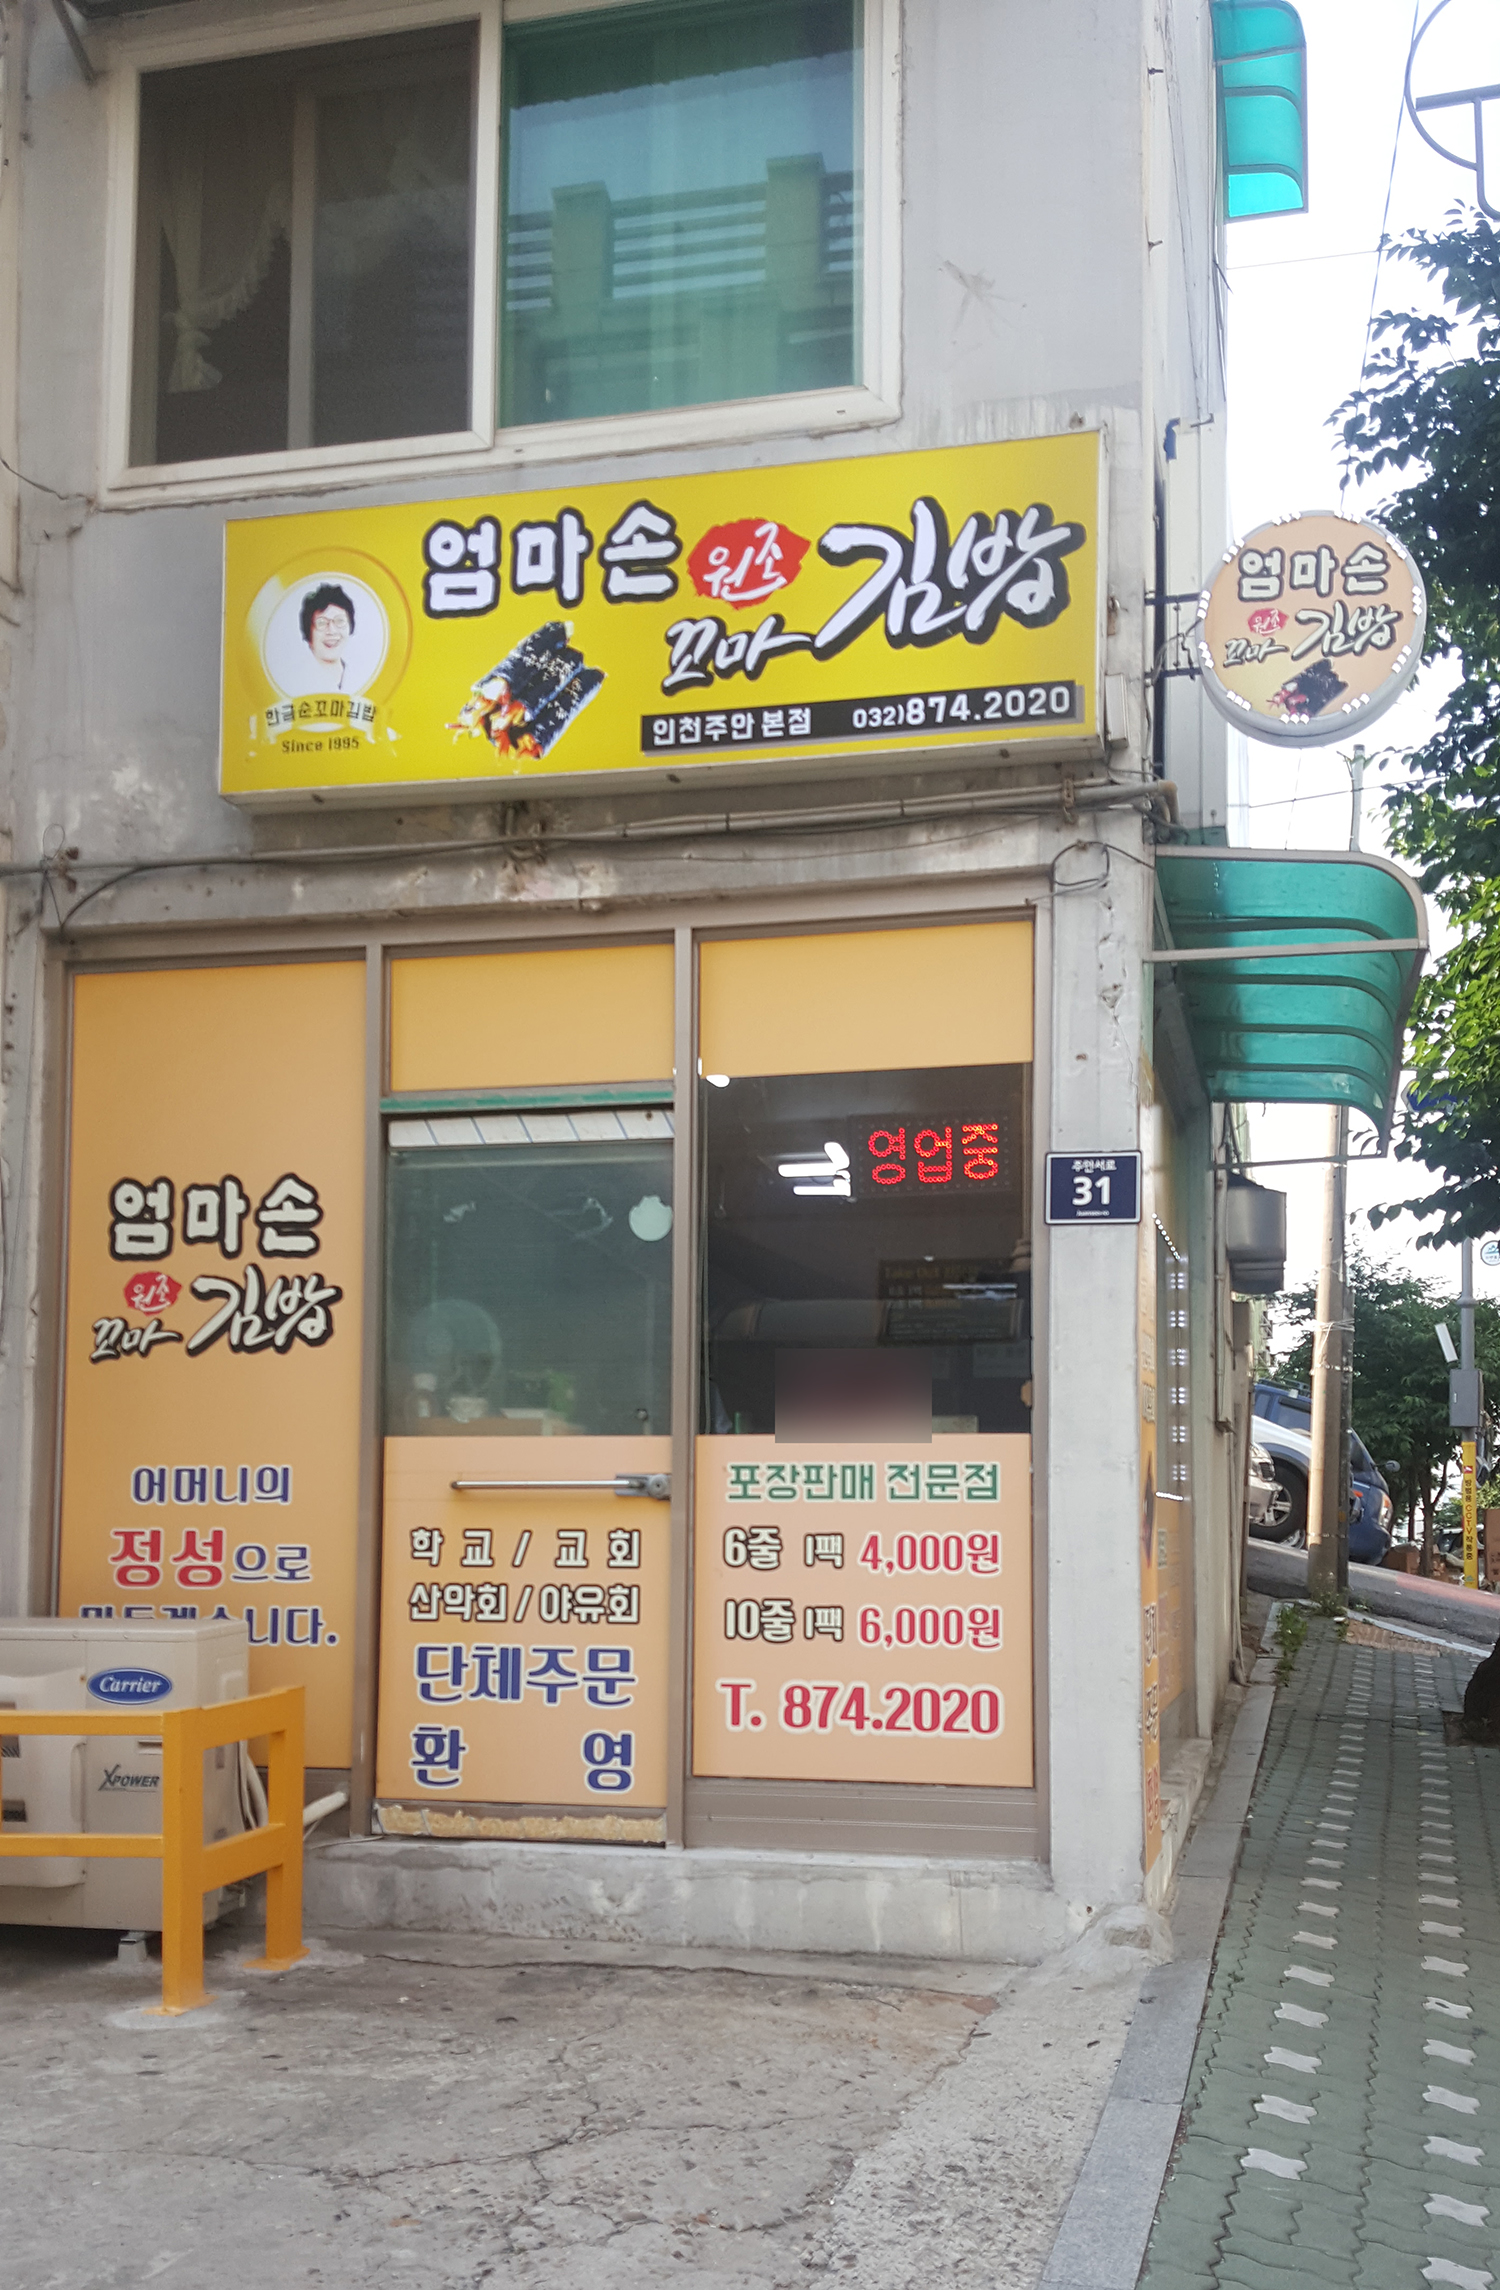 엄마손 원조
꼬마 김밥
한글순꼬마김밥
Since 1995
인천주안 본점 032)874.2020
엄마손
원조
꼬마 김밥
영업중
31
엄마손
원조
꼬마 김밥
어머니의
정성으로
니다.
Carrier
XPOWER
학 교 / 교 회
산악회 / 야유회
단체주문
환 영
포장판매 전문점
6줄 1팩 4,000원
10줄 1팩 6,000원
T. 874.2020